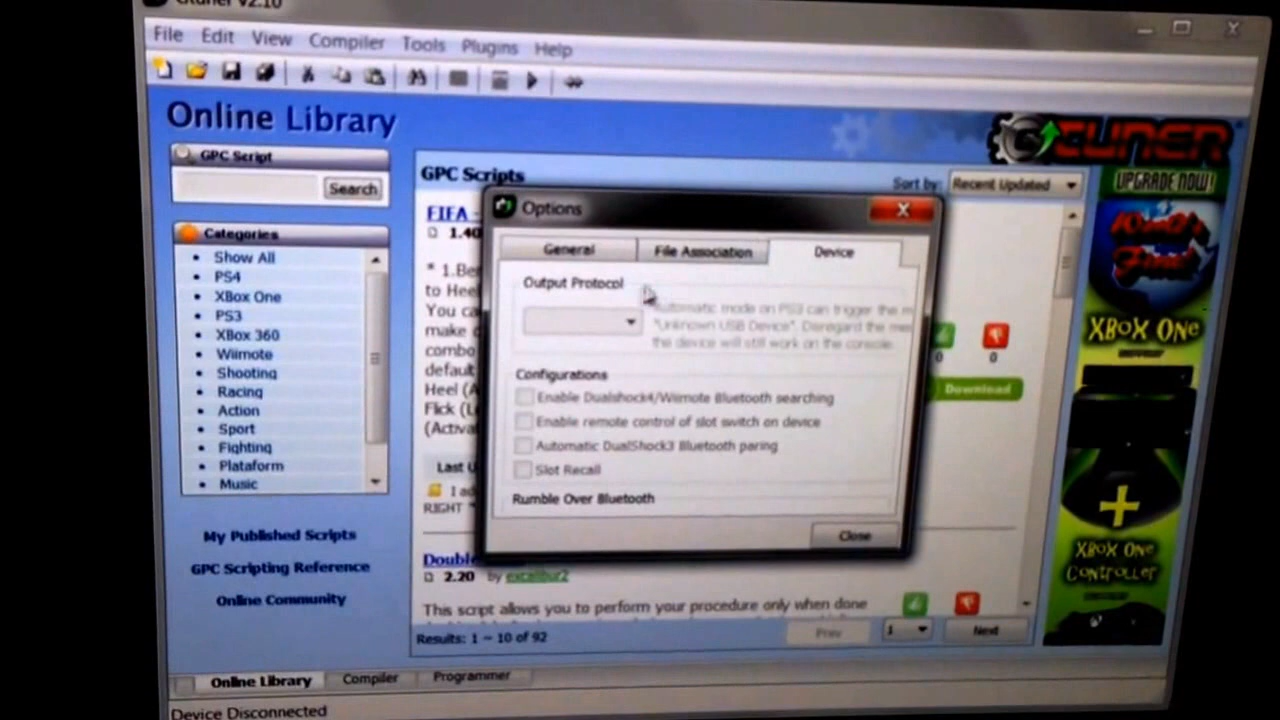 Gtuner v2.10
File Edit View Compiler Tools Plugins Help
Online Library
GTUNER
UPGRADE NOW!
GPC Script
Search
Categories
Show All
PS4
XBox One
PS3
XBox 360
Wiimote
Shooting
Racing
Action
Sport
Fighting
Plataform
Music
My Published Scripts
GPC Scripting Reference
Online Community
GPC Scripts
Sort by: Recent Updated
FIFA -
1.40
* 1.Be
to Heel
You ca
make
combo
default
Heel (A
Flick (L
(Activa
0 0
Download
Last U
I ad
RIGHT "
Options
General File Association Device
Output Protocol
Automatic mode on PS3 can trigger the m
"Unknown USB Device". Disregard the mes
the device will still work on the console.
Configurations
Enable Dualshock4/Wiimote Bluetooth searching
Enable remote control of slot switch on device
Automatic DualShock3 Bluetooth paring
Slot Recall
Rumble Over Bluetooth
Close
Double
2.20 by excalibur2
This script allows you to perform your procedure only when done
Results: 1 - 10 of 92
Prev 1 Next
XBOX ONE
+
XBOX ONE
CONTROLLER
Online Library Compiler Programmer
Device Disconnected